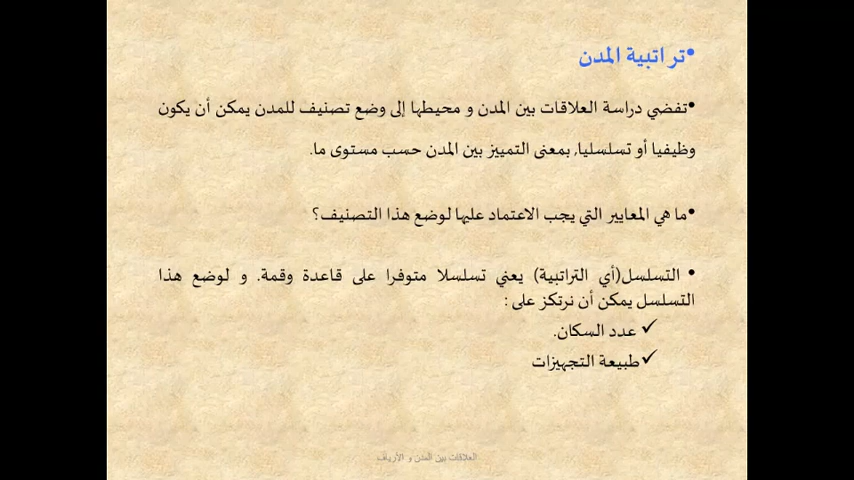 •تراتبية المدن
•تفضي دراسة العلاقات بين المدن و محيطها إلى وضع تصنيف للمدن يمكن أن يكون
وظيفيا أو تسلسليا, بمعنى التمييز بين المدن حسب مستوى ما.
•ما هي المعايير التي يجب الاعتماد عليها لوضع هذا التصنيف؟
• التسلسل(أي التراتبية) يعني تسلسلا متوفرا على قاعدة وقمة. و لوضع هذا
التسلسل يمكن أن نرتكز على :
✓ عدد السكان.
✓طبيعة التجهيزات
العلاقات بين المدن و الأرياف